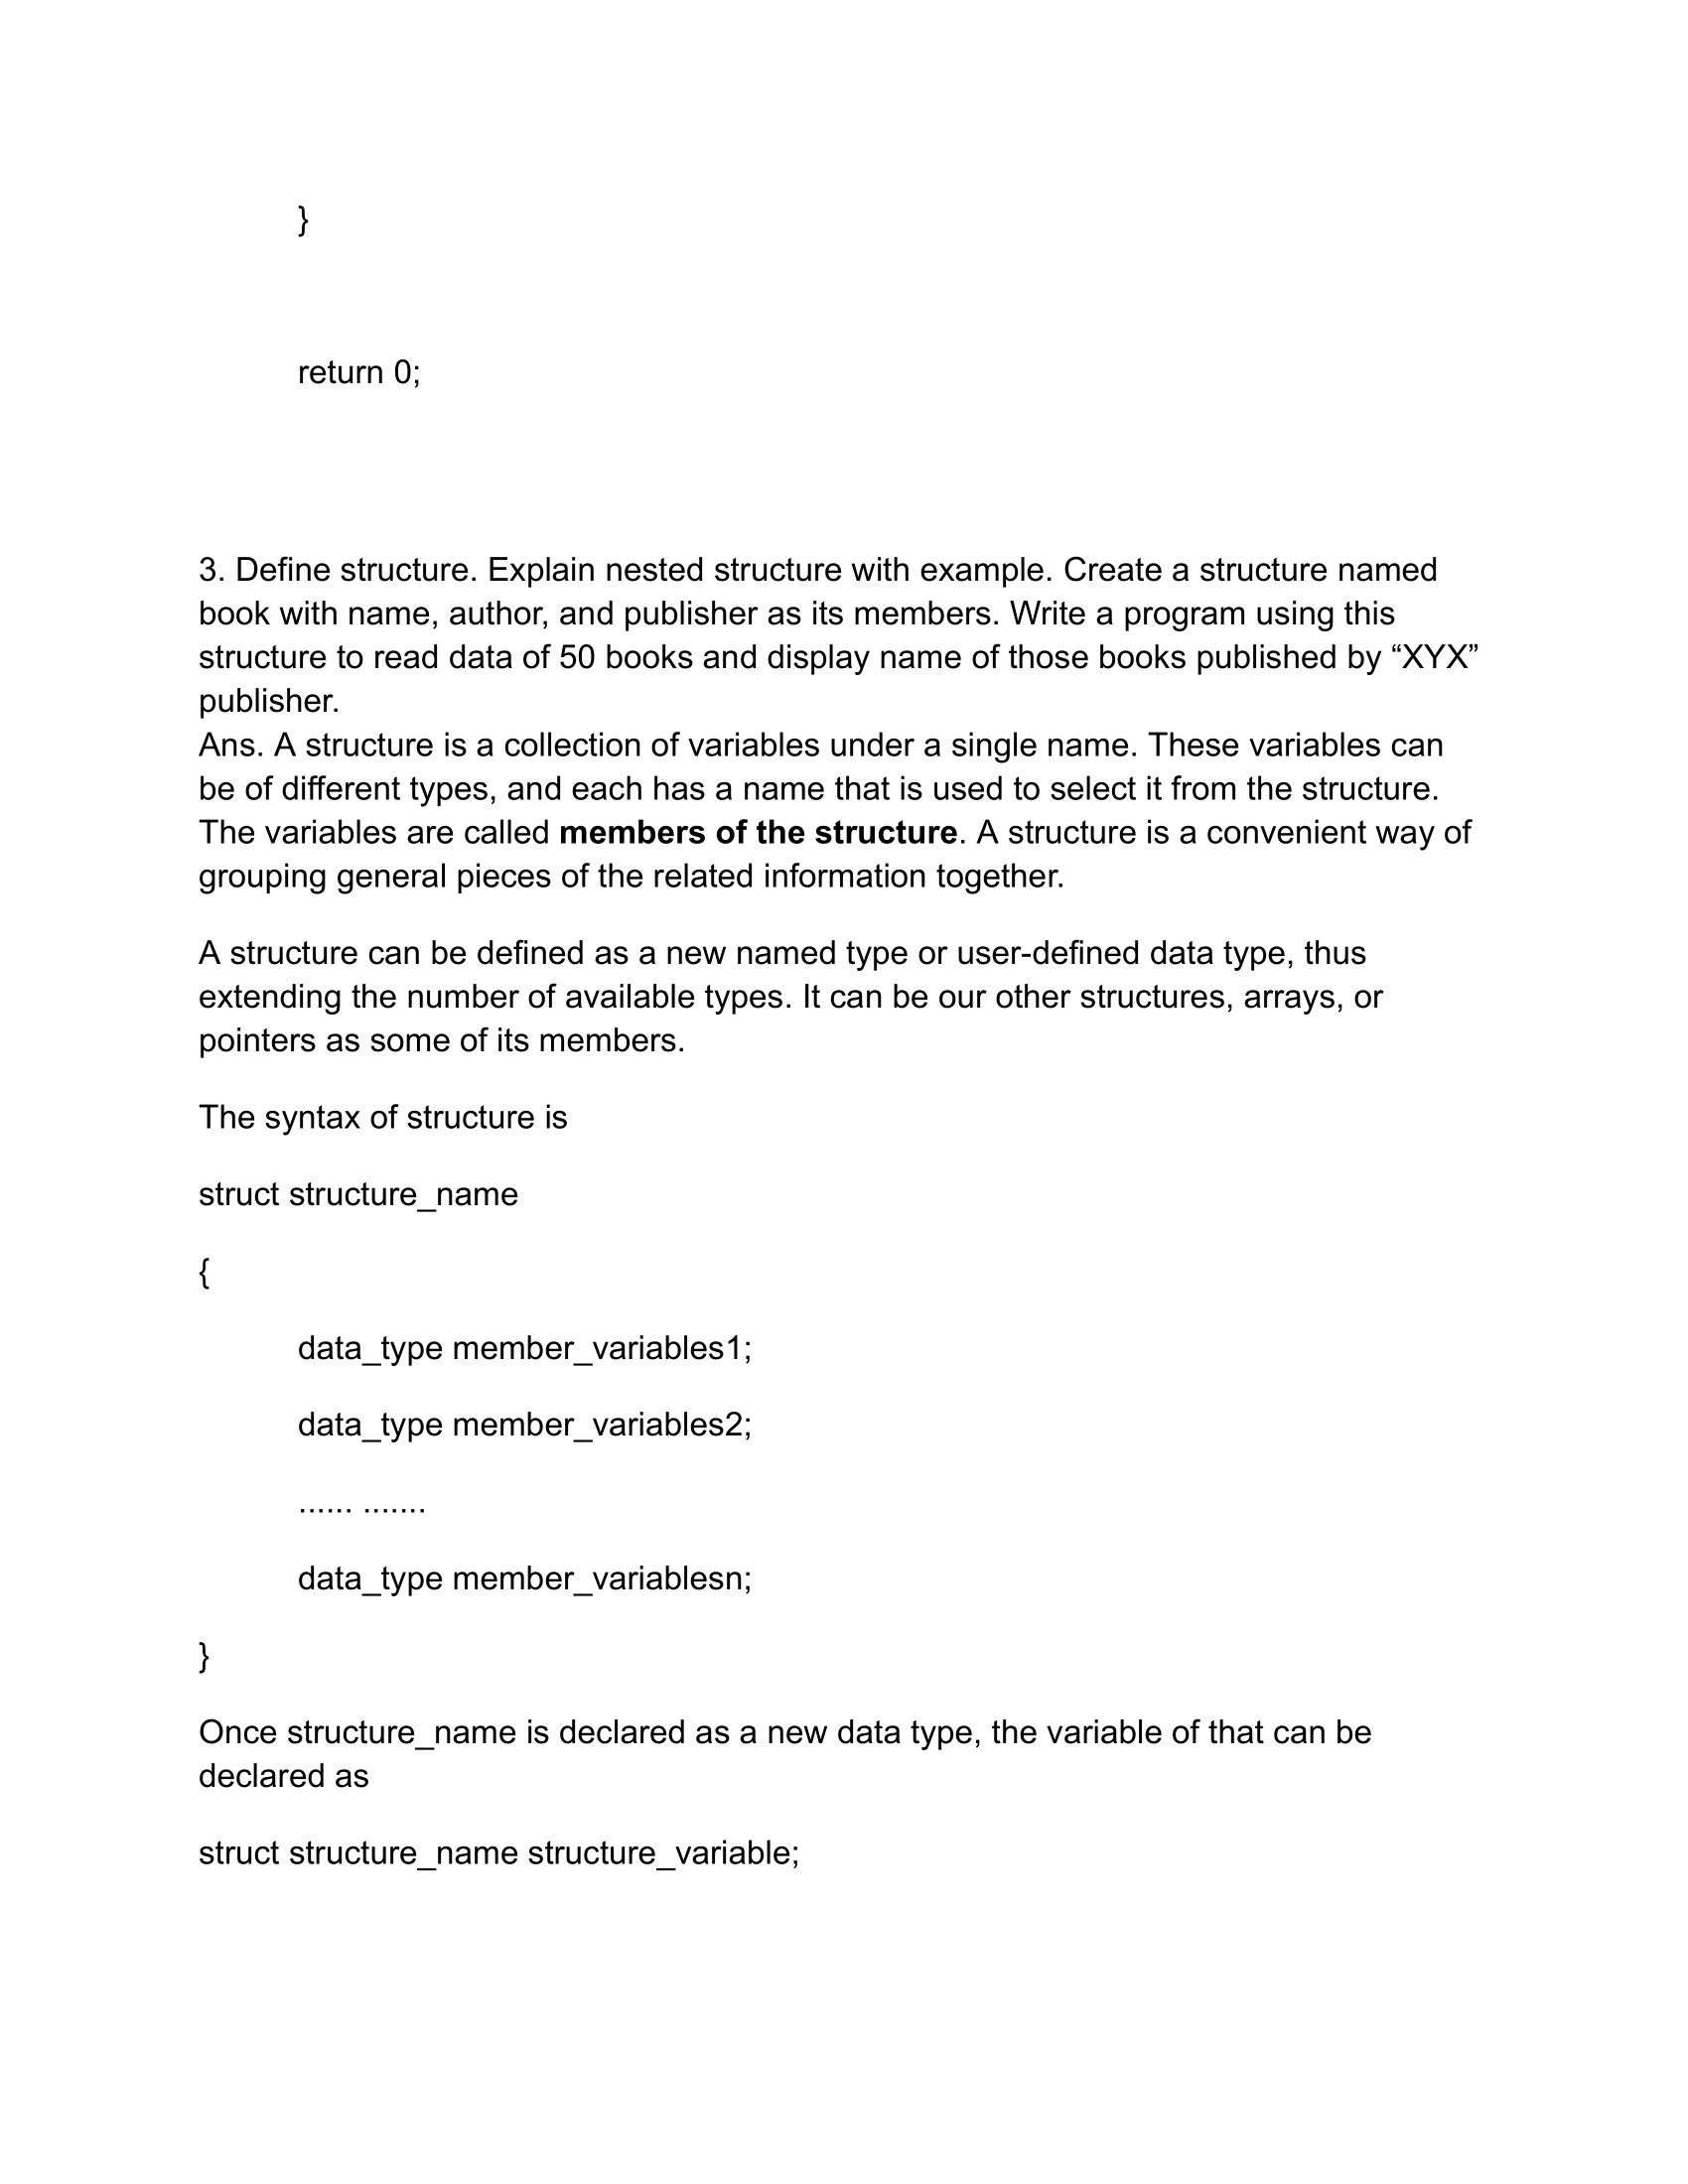 }
return 0;
3. Define structure. Explain nested structure with example. Create a structure named
book with name, author, and publisher as its members. Write a program using this
structure to read data of 50 books and display name of those books published by “XYX”
publisher.
Ans. A structure is a collection of variables under a single name. These variables can
be of different types, and each has a name that is used to select it from the structure.
The variables are called members of the structure. A structure is a convenient way of
grouping general pieces of the related information together.
A structure can be defined as a new named type or user-defined data type, thus
extending the number of available types. It can be our other structures, arrays, or
pointers as some of its members.
The syntax of structure is
struct structure_name
{
data_type member_variables1;
data_type member_variables2;
...... .......
data_type member_variablesn;
}
Once structure_name is declared as a new data type, the variable of that can be
declared as
struct structure_name structure_variable;